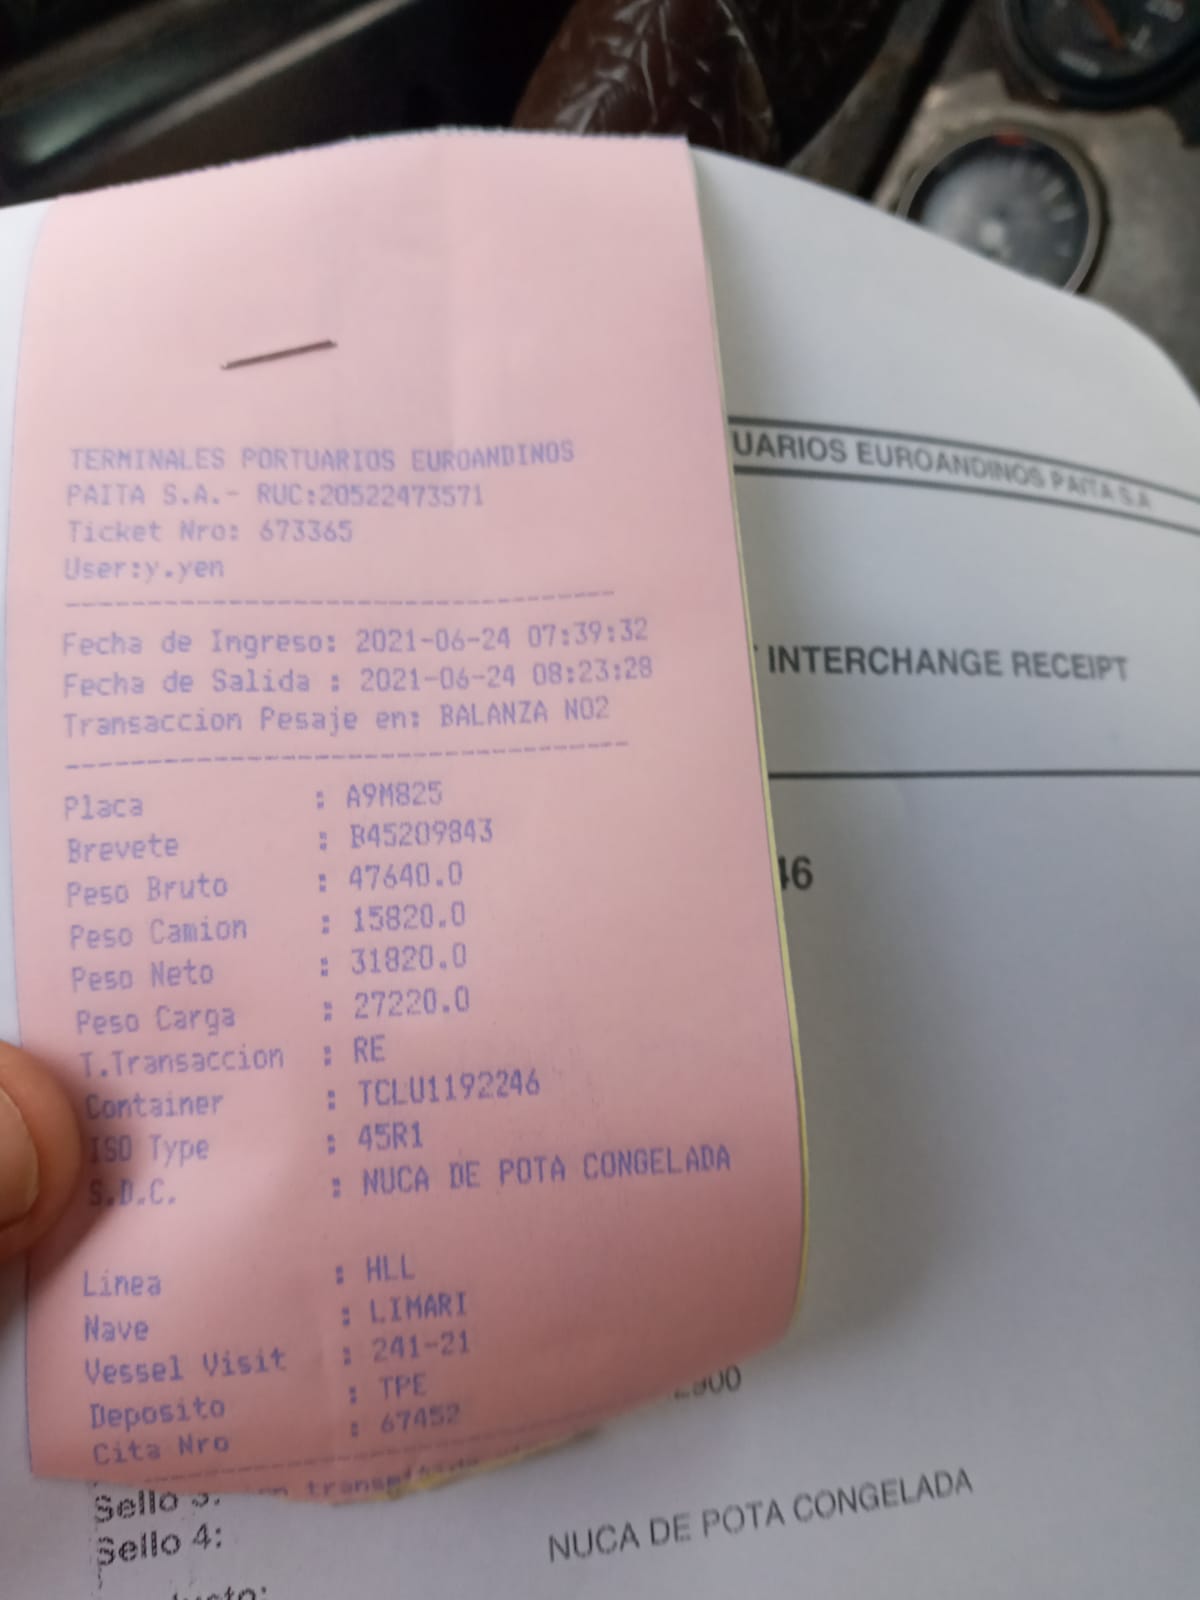 TERMINALES PORTUARIOS EUROANDINOS
PAITA S.A.- RUC:20522473571
Ticket Nro: 673365
User:y.yen
Fecha de Ingreso: 2021-06-24 07:39:32
Fecha de Salida : 2021-06-24 08:23:28
Transaccion Pesaje en: BALANZA NO2
Placa : A9M825
Brevete : B45209843
Peso Bruto : 47640.0
Peso Camion : 15820.0
Peso Neto : 31820.0
Peso Carga : 27220.0
T.Transaccion : RE
Container : TCLU1192246
ISO Type : 45R1
S.D.C. : NUCA DE POTA CONGELADA
Linea : HLL
Nave : LIMARI
Vessel Visit : 241-21
Deposito : TPE
Cita Nro : 67452
UARIOS EUROANDINOS PAITA S.A
INTERCHANGE RECEIPT
46
Sello 3:
Sello 4:
NUCA DE POTA CONGELADA